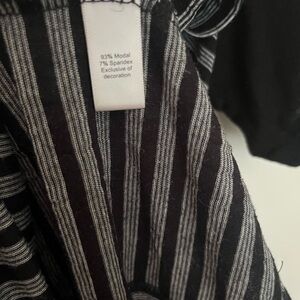 93% Modal
7% Spandex
Exclusive of
decoration